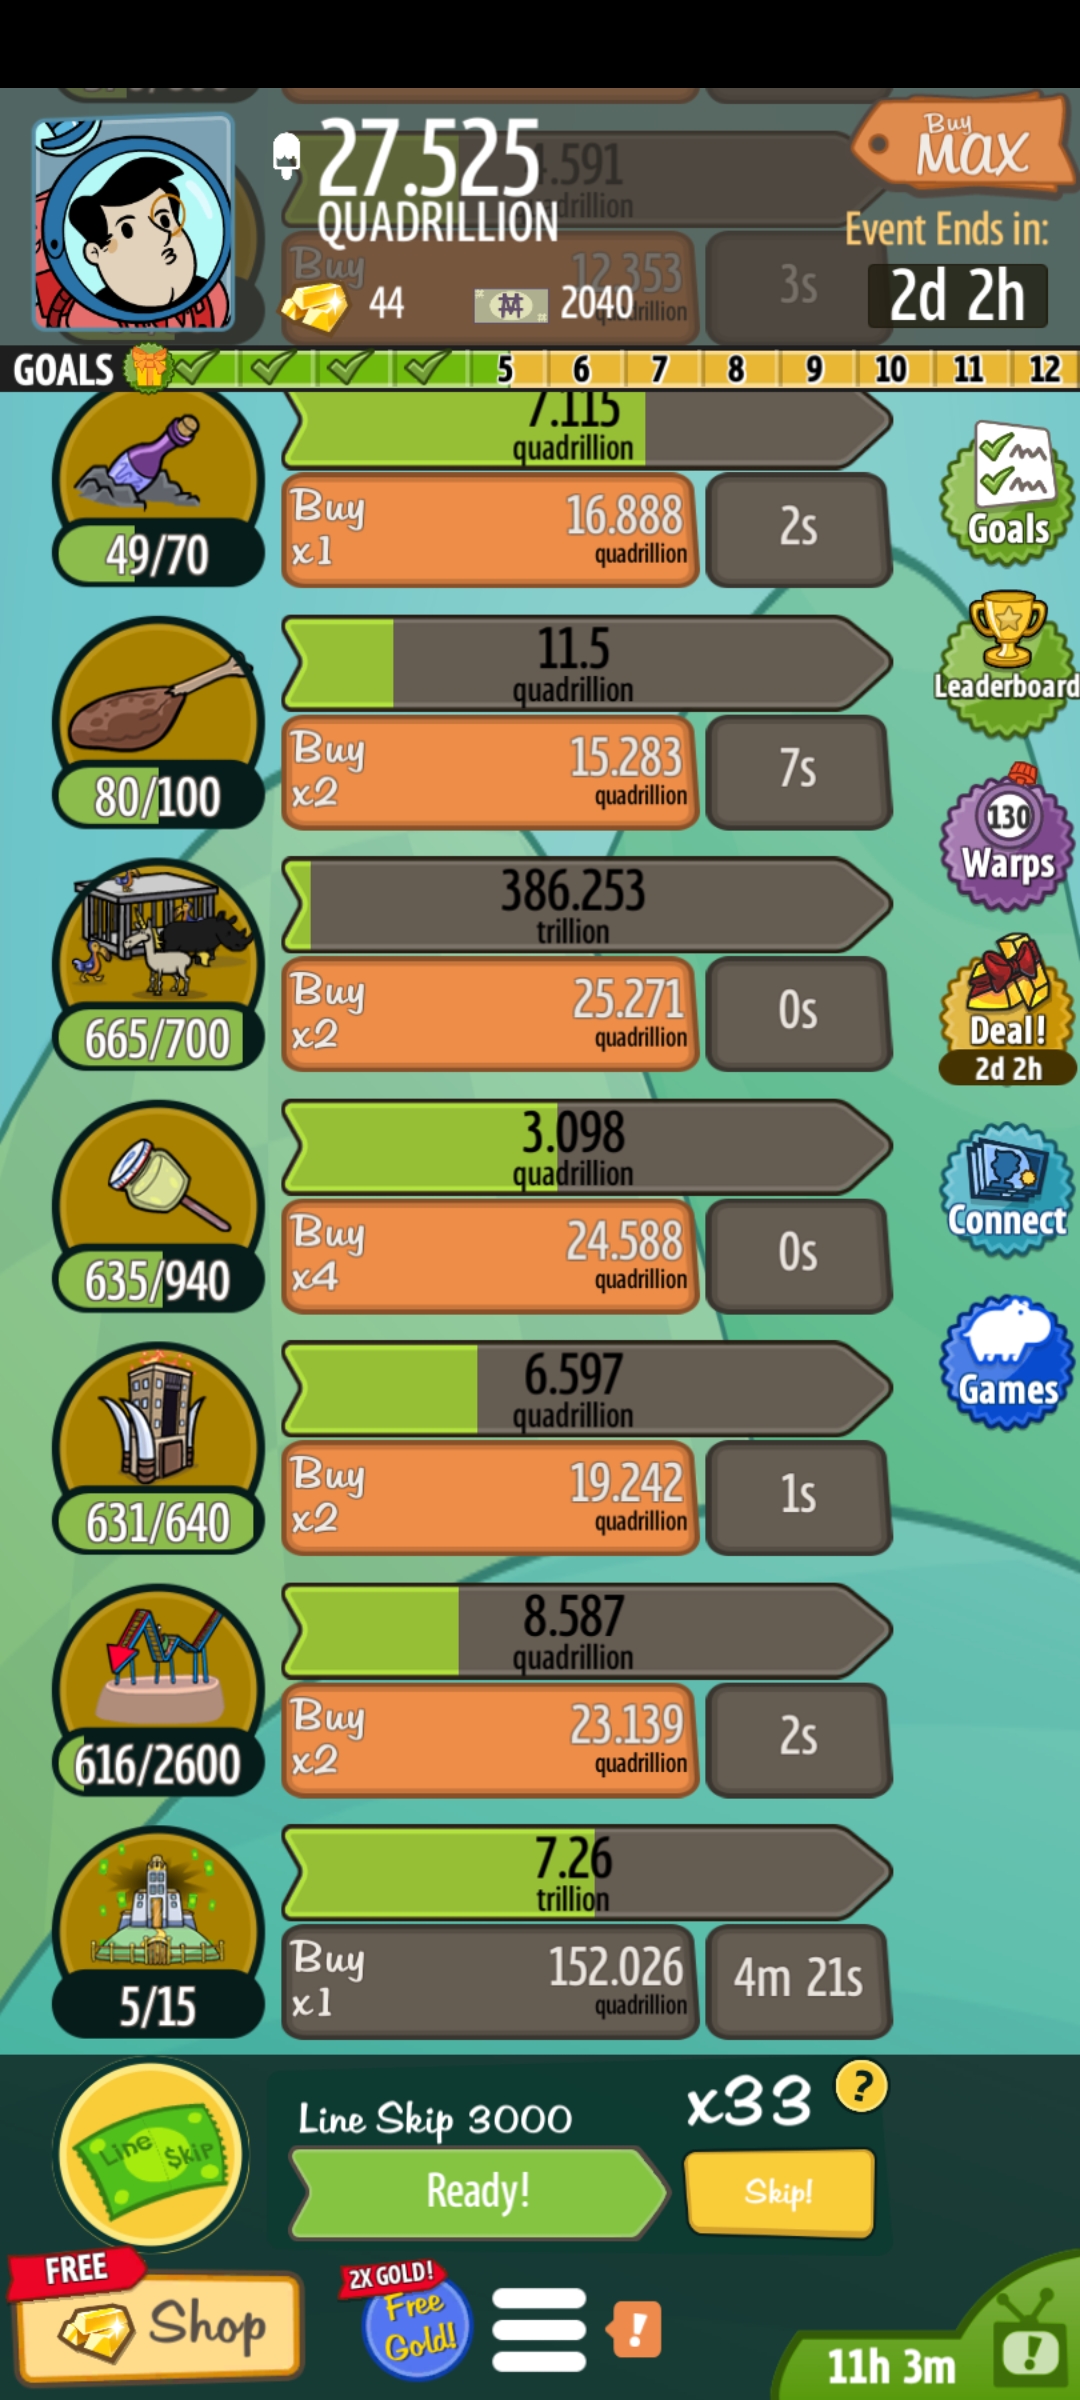 27.525
QUADRILLION
Buy
MAX
4.591
quadrillion
Event Ends in:
Buy
12.353
3s
44
2040
2d 2h
GOALS
5
6
7
8
9
10
11
12
7.115
quadrillion
Buy
x1
16.888
quadrillion
2s
49/70
Goals
11.5
quadrillion
Leaderboard
Buy
x2
15.283
quadrillion
7s
80/100
130
Warps
386.253
trillion
Buy
x2
25.271
quadrillion
0s
665/700
Deal!
2d 2h
3.098
quadrillion
Connect
Buy
x4
24.588
quadrillion
0s
635/940
6.597
quadrillion
Games
Buy
x2
19.242
quadrillion
1s
631/640
8.587
quadrillion
Buy
x2
23.139
quadrillion
2s
616/2600
7.26
trillion
Buy
x1
152.026
quadrillion
4m 21s
5/15
Line Skip 3000
x33
?
Line $kip
Ready!
Skip!
FREE
Shop
2X GOLD!
Free
Gold!
!
11h 3m
!